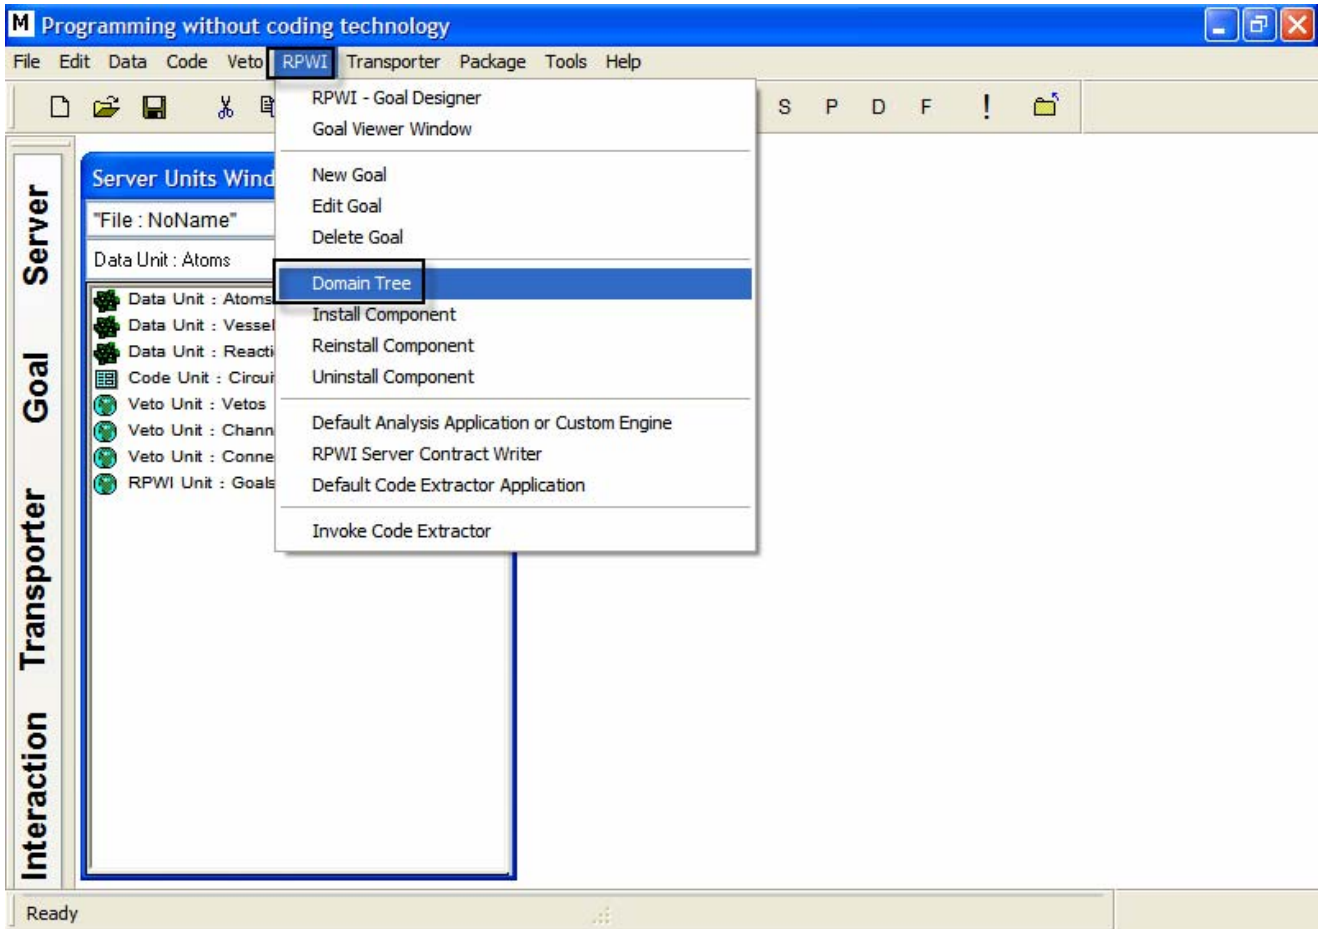 M Programming without coding technology
File Edit Data Code Veto RPWI Transporter Package Tools Help
S P D F !
Server
Goal
Transporter
Interaction
Server Units Wind
"File : NoName"
Data Unit : Atoms
Data Unit : Atoms
Data Unit : Vessel
Data Unit : Reacti
Code Unit : Circui
Veto Unit : Vetos
Veto Unit : Chann
Veto Unit : Conne
RPWI Unit : Goals
RPWI - Goal Designer
Goal Viewer Window
New Goal
Edit Goal
Delete Goal
Domain Tree
Install Component
Reinstall Component
Uninstall Component
Default Analysis Application or Custom Engine
RPWI Server Contract Writer
Default Code Extractor Application
Invoke Code Extractor
Ready